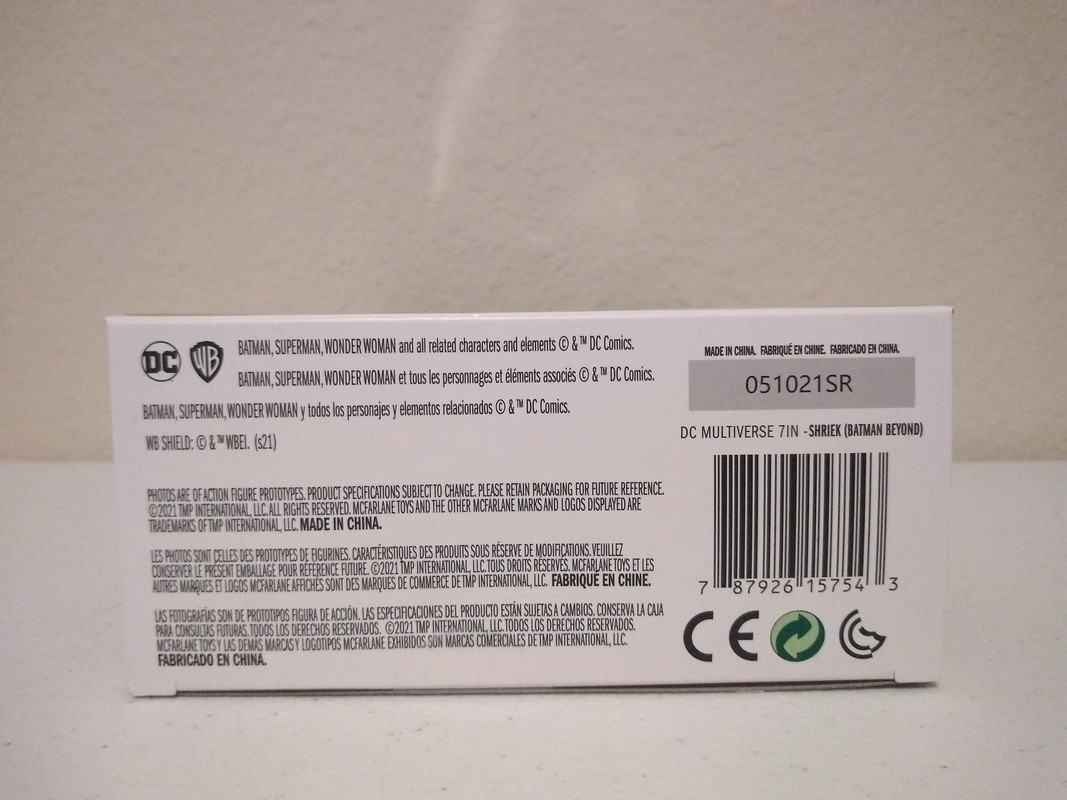 DC WB BATMAN, SUPERMAN, WONDER WOMAN and all related characters and elements © & ™ DC Comics.
BATMAN, SUPERMAN, WONDER WOMAN et tous les personnages et éléments associés © & ™ DC Comics.
BATMAN, SUPERMAN, WONDER WOMAN y todos los personajes y elementos relacionados © & ™ DC Comics.
WB SHIELD: © & ™ WBEI. (s21)
PHOTOS ARE OF ACTION FIGURE PROTOTYPES. PRODUCT SPECIFICATIONS SUBJECT TO CHANGE. PLEASE RETAIN PACKAGING FOR FUTURE REFERENCE.
©2021 TMP INTERNATIONAL, LLC. ALL RIGHTS RESERVED. MCFARLANE TOYS AND THE OTHER MCFARLANE MARKS AND LOGOS DISPLAYED ARE
TRADEMARKS OF TMP INTERNATIONAL, LLC. MADE IN CHINA.
LES PHOTOS SONT CELLES DES PROTOTYPES DE FIGURINES. CARACTÉRISTIQUES DES PRODUITS SOUS RÉSERVE DE MODIFICATIONS. VEUILLEZ
CONSERVER LE PRÉSENT EMBALLAGE POUR RÉFÉRENCE FUTURE. ©2021 TMP INTERNATIONAL, LLC. TOUS DROITS RÉSERVÉS. MCFARLANE TOYS ET LES
AUTRES MARQUES ET LOGOS MCFARLANE AFFICHÉS SONT DES MARQUES DE COMMERCE DE TMP INTERNATIONAL, LLC. FABRIQUÉ EN CHINE.
LAS FOTOGRAFÍAS SON DE PROTOTIPOS FIGURA DE ACCIÓN. LAS ESPECIFICACIONES DEL PRODUCTO ESTÁN SUJETAS A CAMBIOS. CONSERVA LA CAJA
PARA CONSULTAS FUTURAS. TODOS LOS DERECHOS RESERVADOS. ©2021 TMP INTERNATIONAL, LLC. TODOS LOS DERECHOS RESERVADOS.
MCFARLANE TOYS Y LAS DEMÁS MARCAS Y LOGOTIPOS MCFARLANE EXHIBIDOS SON MARCAS COMERCIALES DE TMP INTERNATIONAL, LLC.
FABRICADO EN CHINA.
MADE IN CHINA. FABRIQUÉ EN CHINE. FABRICADO EN CHINA.
051021SR
DC MULTIVERSE 7IN - SHRIEK (BATMAN BEYOND)
7 87926 15754 3
CE